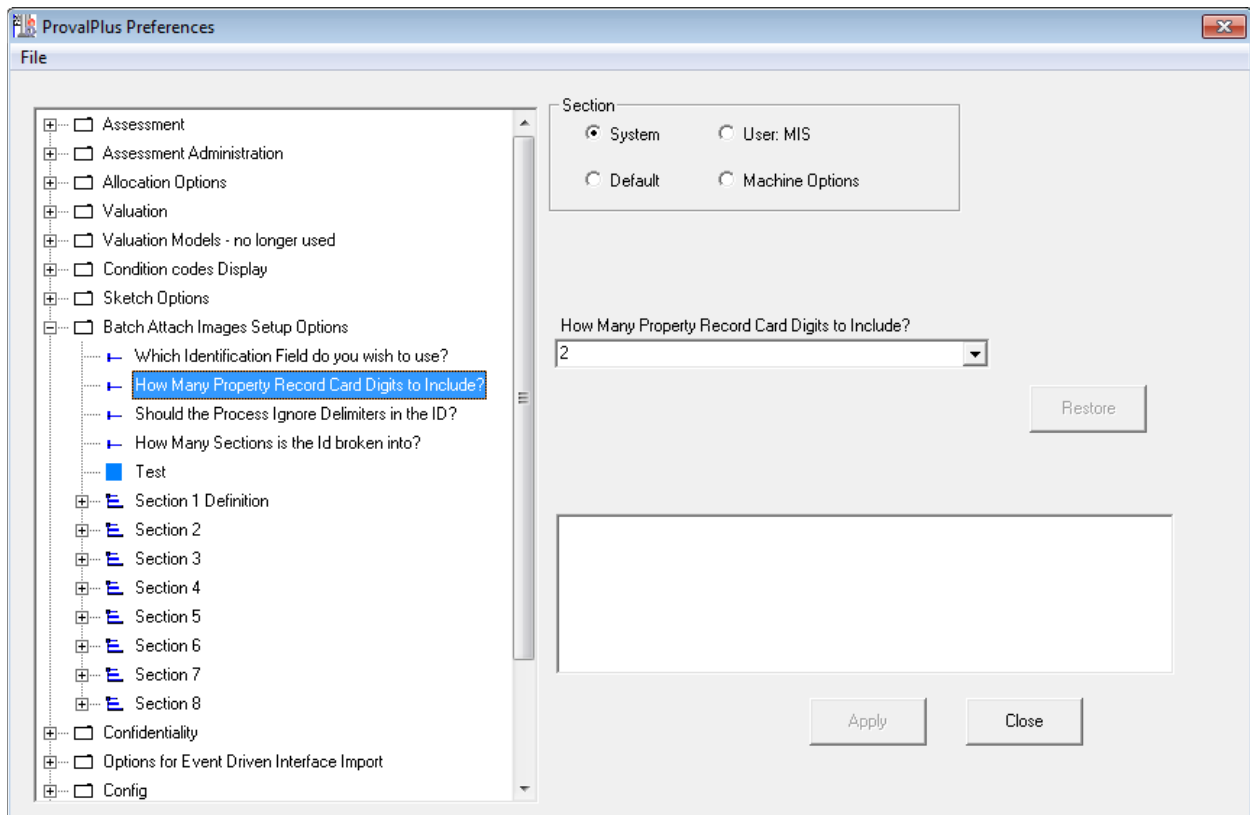 ProvalPlus Preferences
File
Assessment
Assessment Administration
Allocation Options
Valuation
Valuation Models - no longer used
Condition codes Display
Sketch Options
Batch Attach Images Setup Options
Which Identification Field do you wish to use?
How Many Property Record Card Digits to Include?
Should the Process Ignore Delimiters in the ID?
How Many Sections is the Id broken into?
Test
Section 1 Definition
Section 2
Section 3
Section 4
Section 5
Section 6
Section 7
Section 8
Confidentiality
Options for Event Driven Interface Import
Config
Section
System
User: MIS
Default
Machine Options
How Many Property Record Card Digits to Include?
2
Restore
Apply
Close